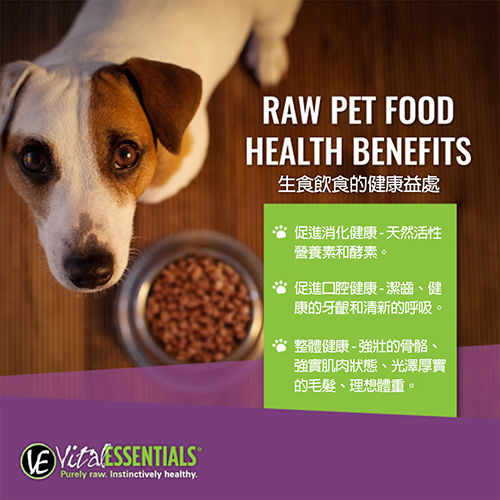 RAW PET FOOD
HEALTH BENEFITS
生食飲食的健康益處
促進消化健康 - 天然活性
營養素和酵素。
促進口腔健康 - 潔齒、健
康的牙齦和清新的呼吸。
整體健康 - 強壯的骨骼、
強實肌肉狀態、光澤厚實
的毛髮、理想體重。
VE Vital ESSENTIALS®
Purely raw. Instinctively healthy.